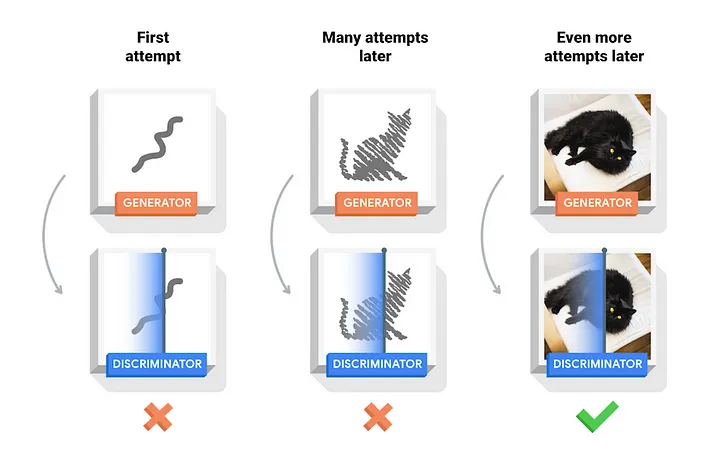 First
attempt
Many attempts
later
Even more
attempts later
GENERATOR
GENERATOR
GENERATOR
DISCRIMINATOR
DISCRIMINATOR
DISCRIMINATOR